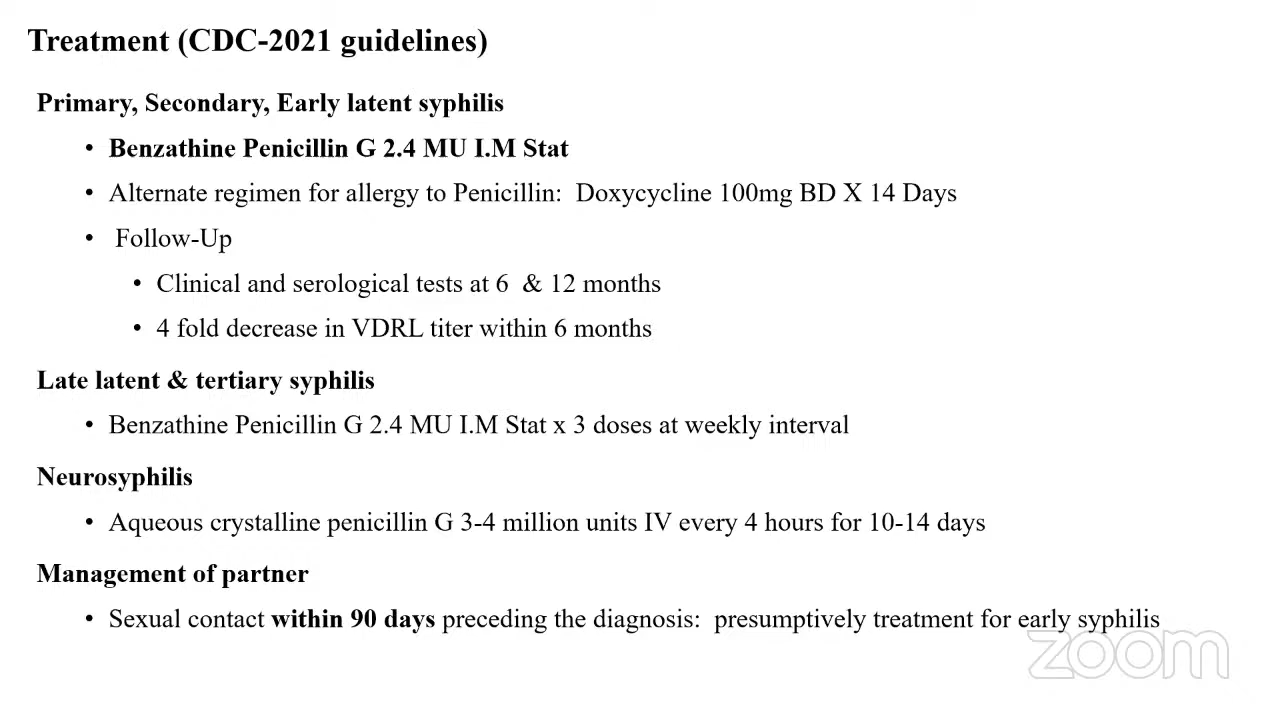 Treatment (CDC-2021 guidelines)
Primary, Secondary, Early latent syphilis
• Benzathine Penicillin G 2.4 MU I.M Stat
• Alternate regimen for allergy to Penicillin: Doxycycline 100mg BD X 14 Days
• Follow-Up
• Clinical and serological tests at 6 & 12 months
• 4 fold decrease in VDRL titer within 6 months
Late latent & tertiary syphilis
• Benzathine Penicillin G 2.4 MU I.M Stat x 3 doses at weekly interval
Neurosyphilis
• Aqueous crystalline penicillin G 3-4 million units IV every 4 hours for 10-14 days
Management of partner
• Sexual contact within 90 days preceding the diagnosis: presumptively treatment for early syphilis
zoom